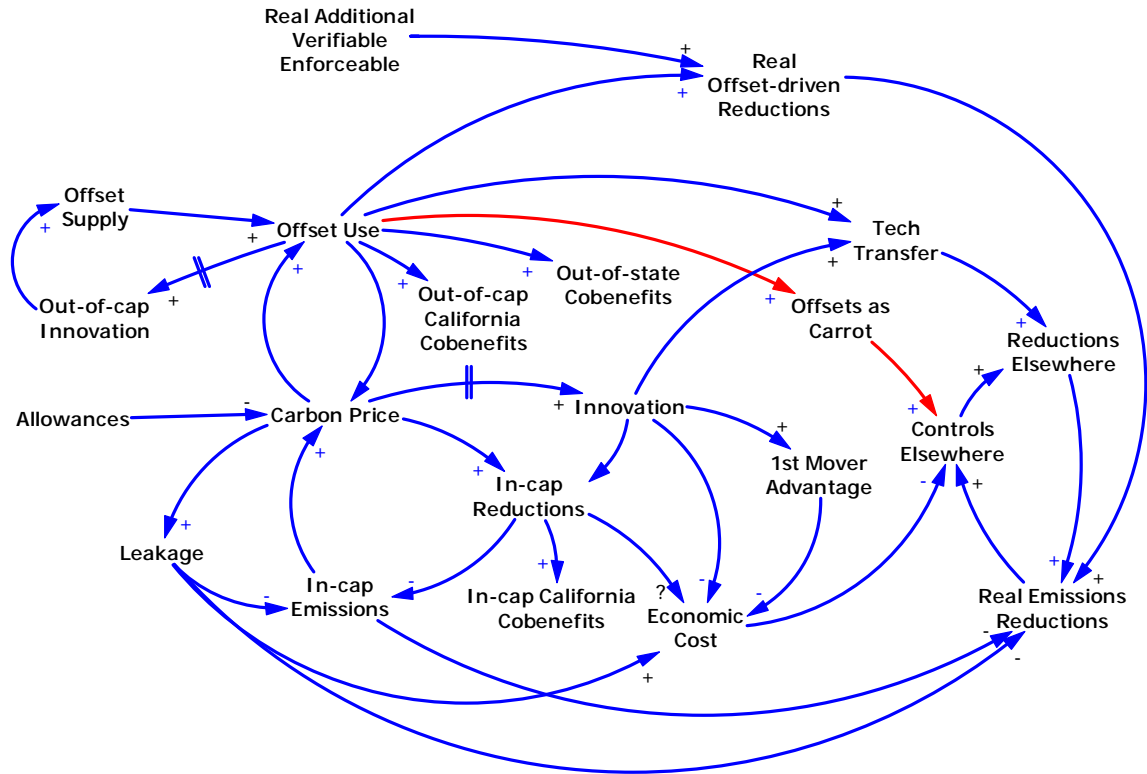 Real Additional
Verifiable
Enforceable
+
Real
Offset-driven
Reductions
+
Offset
Supply
+
+
Offset Use
+
Tech
Transfer
+
+
Out-of-cap
Innovation
+
+
Out-of-cap
California
Cobenefits
+
Out-of-state
Cobenefits
+
Offsets as
Carrot
+
Reductions
Elsewhere
+
Allowances
-
Carbon Price
+
+
Innovation
+
1st Mover
Advantage
+
Controls
Elsewhere
-
+
+
In-cap
Reductions
+
Leakage
-
In-cap
Emissions
-
+
In-cap California
Cobenefits
?
-
-
Economic
Cost
+
+
+
Real Emissions
Reductions
-
-